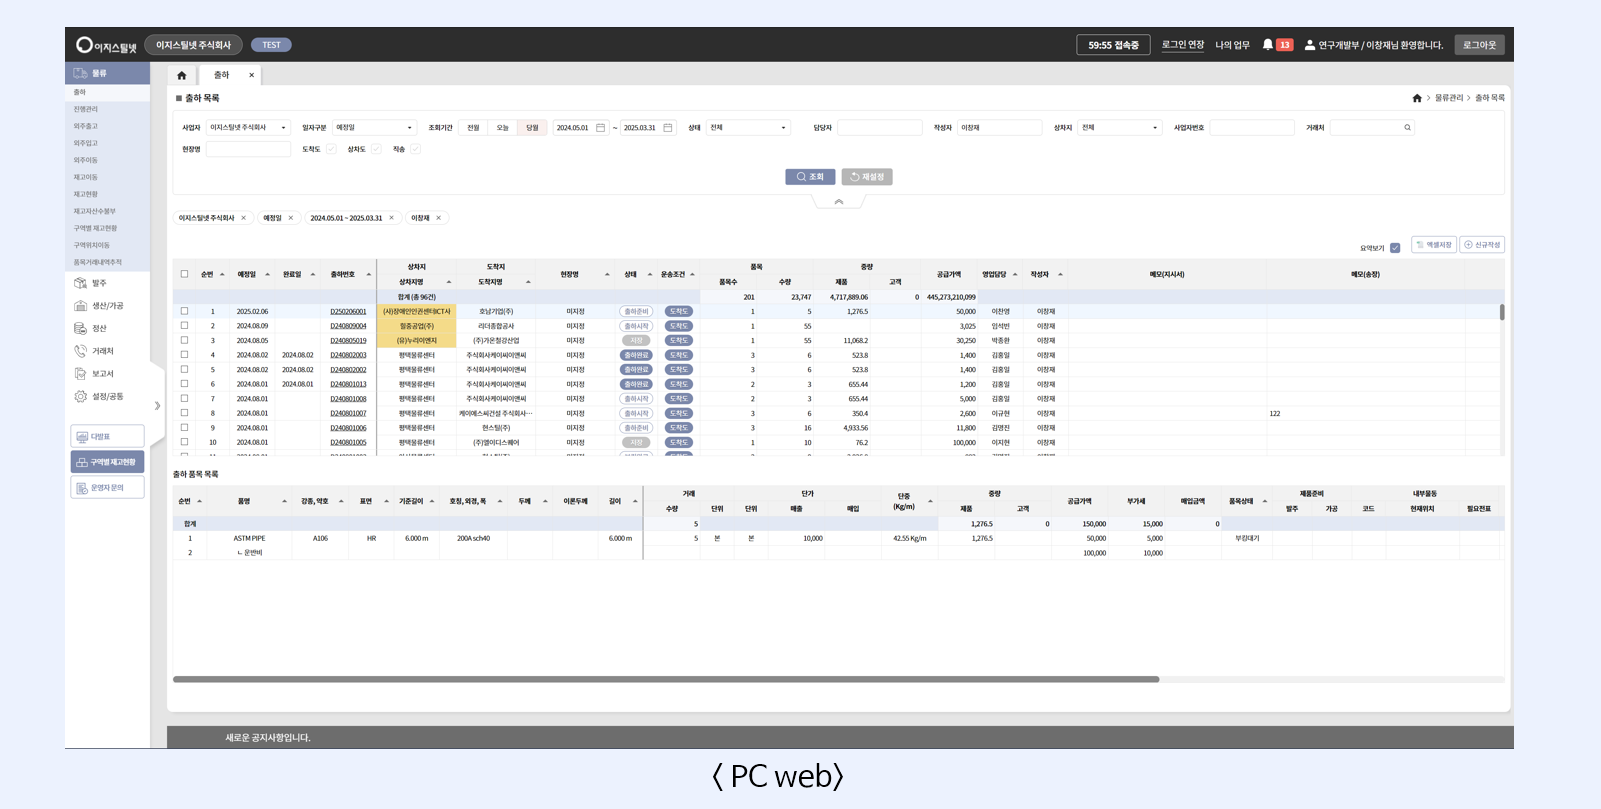 이지스틸넷 이지스틸넷 주식회사 TEST 59:55 접속중 로그인 연장 나의 업무 13 연구개발부 / 이창재님 환영합니다. 로그아웃
물류
출하
진행관리
외주출고
외주입고
외주이동
재고이동
재고현황
재고자산수불부
구역별 재고현황
구역위치이동
품목거래내역추적
발주
생산/가공
정산
거래처
보고서
설정/공통
다발표
구역별 재고현황
운영자 문의
출하 ×
출하 목록 물류관리 > 출하 목록
사업자 이지스틸넷 주식회사 일자구분 예정일 조회기간 전월 오늘 당월 2024.05.01 ~ 2025.03.31 상태 전체 담당자 작성자 이창재 상차지 전체 사업자번호 거래처
현장명 도착도 상차도 직송
조회 재설정
이지스틸넷 주식회사 × 예정일 × 2024.05.01 ~ 2025.03.31 × 이창재 ×
요약보기 엑셀저장 신규작성
순번 예정일 완료일 출하번호 상차지 도착지 현장명 상태 운송조건 품목 중량 공급가액 영업담당 작성자 메모(지시서) 메모(송장)
상차지명 도착지명 품목수 수량 제품 고객
합계 (총 96건) 201 23,747 4,717,889.06 0 445,273,210,099
1 2025.02.06 D250206001 (사)장애인인권센터ICT사 호남기업(주) 미지정 출하준비 도착도 1 5 1,276.5 50,000 이찬영 이창재
2 2024.08.09 D240809004 월중공업(주) 리더종합공사 미지정 출하시작 도착도 1 55 3,025 임석빈 이창재
3 2024.08.05 D240805019 (유)누리이앤지 (주)가온철강산업 미지정 저장 도착도 1 55 11,068.2 30,250 박종환 이창재
4 2024.08.02 2024.08.02 D240802003 평택물류센터 주식회사케이씨이앤씨 미지정 출하완료 도착도 3 6 523.8 1,400 김홍일 이창재
5 2024.08.02 2024.08.02 D240802002 평택물류센터 주식회사케이씨이앤씨 미지정 출하완료 도착도 3 6 523.8 1,400 김홍일 이창재
6 2024.08.01 2024.08.01 D240801013 평택물류센터 주식회사케이씨이앤씨 미지정 출하완료 도착도 2 3 655.44 1,200 김홍일 이창재
7 2024.08.01 D240801008 평택물류센터 주식회사케이씨이앤씨 미지정 출하시작 도착도 2 3 655.44 5,000 김홍일 이창재
8 2024.08.01 D240801007 평택물류센터 케이에스씨건설 주식회사… 미지정 출하시작 도착도 3 6 350.4 2,600 이규현 이창재 122
9 2024.08.01 D240801006 평택물류센터 현스틸(주) 미지정 출하준비 도착도 3 16 4,933.56 11,800 김명진 이창재
10 2024.08.01 D240801005 평택물류센터 (주)엘이디스퀘어 미지정 저장 도착도 1 10 76.2 100,000 이지현 이창재
출하 품목 목록
순번 품명 강종, 약호 표면 기준길이 호칭, 외경, 폭 두께 이론두께 길이 거래 단가 단중 (Kg/m) 중량 공급가액 부가세 매입금액 품목상태 제품준비 내부물동
수량 단위 단위 매출 매입 제품 고객 발주 가공 코드 현재위치 필요전표
합계 5 1,276.5 0 150,000 15,000 0
1 ASTM PIPE A106 HR 6.000 m 200A sch40 6.000 m 5 본 본 10,000 42.55 Kg/m 1,276.5 50,000 5,000 부킹대기
2 ㄴ 운반비 100,000 10,000
새로운 공지사항입니다.
〈 PC web〉